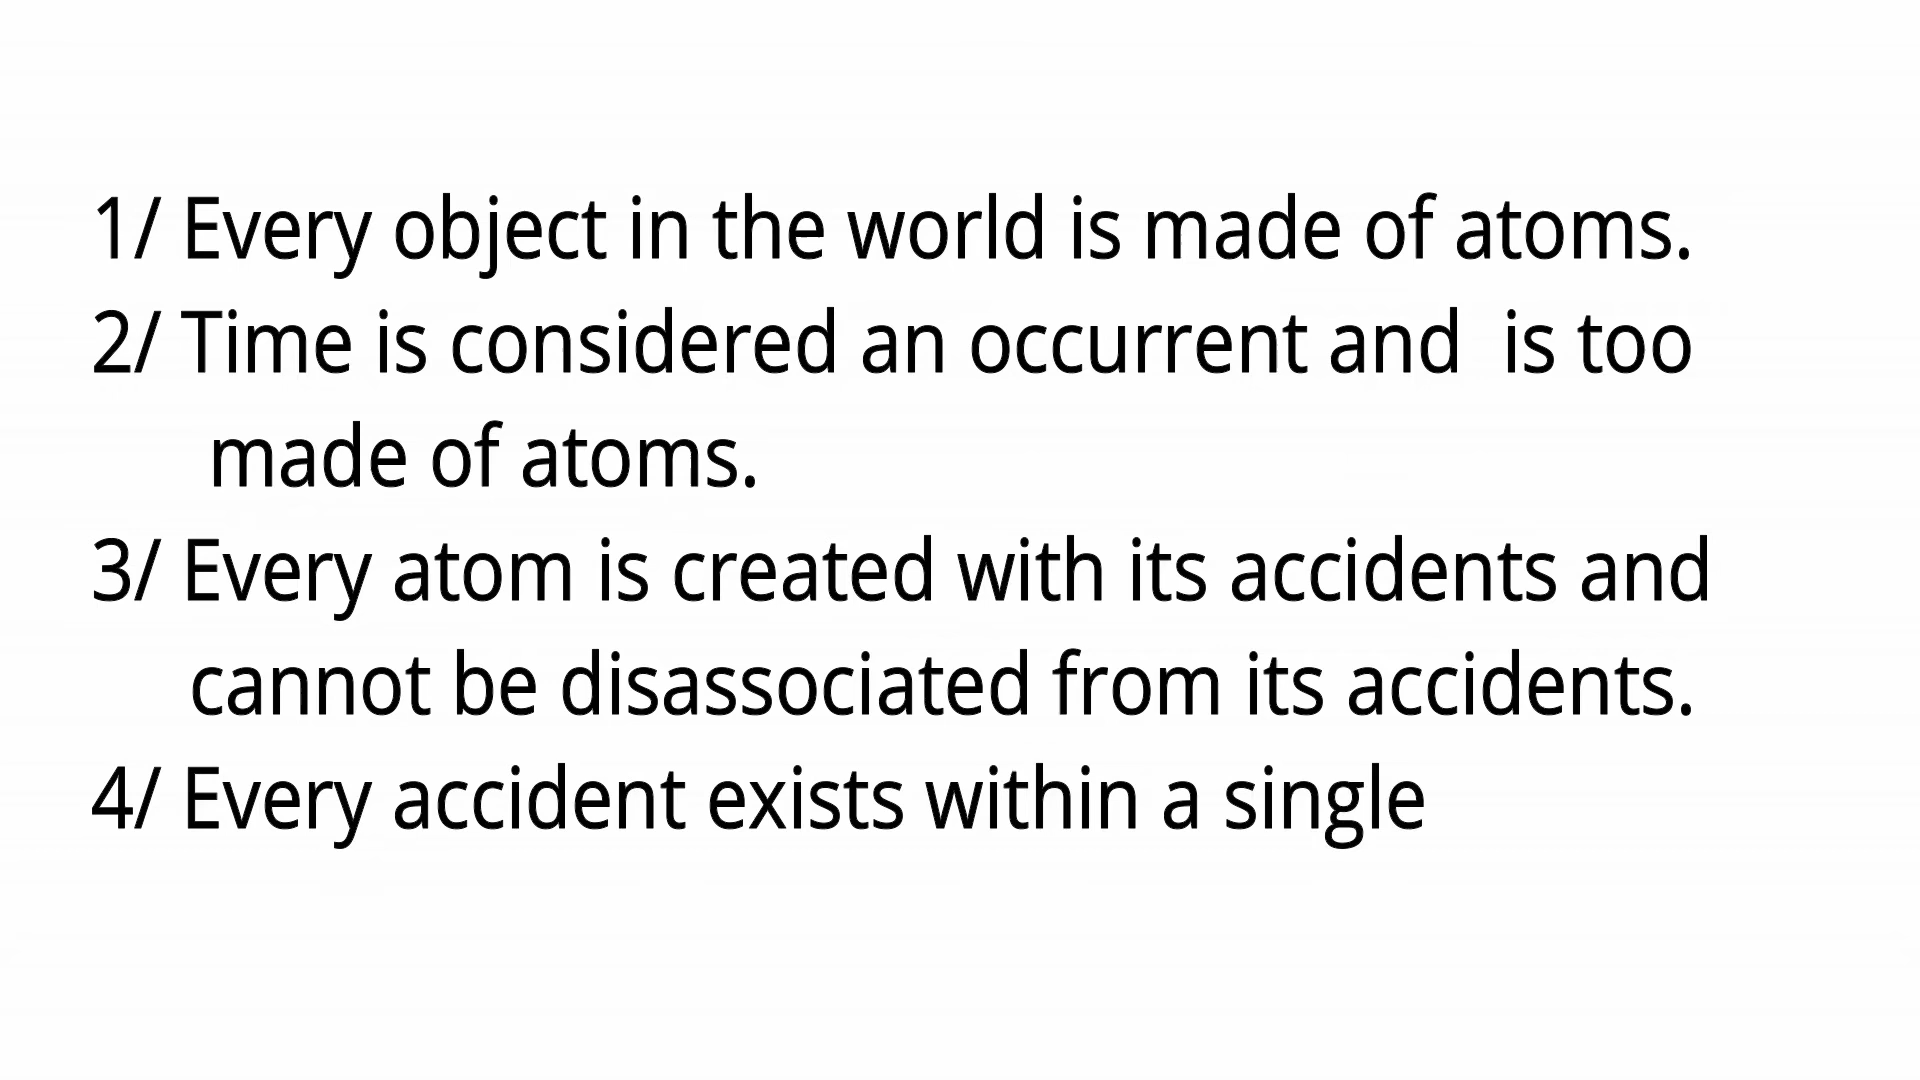 1/ Every object in the world is made of atoms.
2/ Time is considered an occurrent and  is too
made of atoms.
3/ Every atom is created with its accidents and
cannot be disassociated from its accidents.
4/ Every accident exists within a single